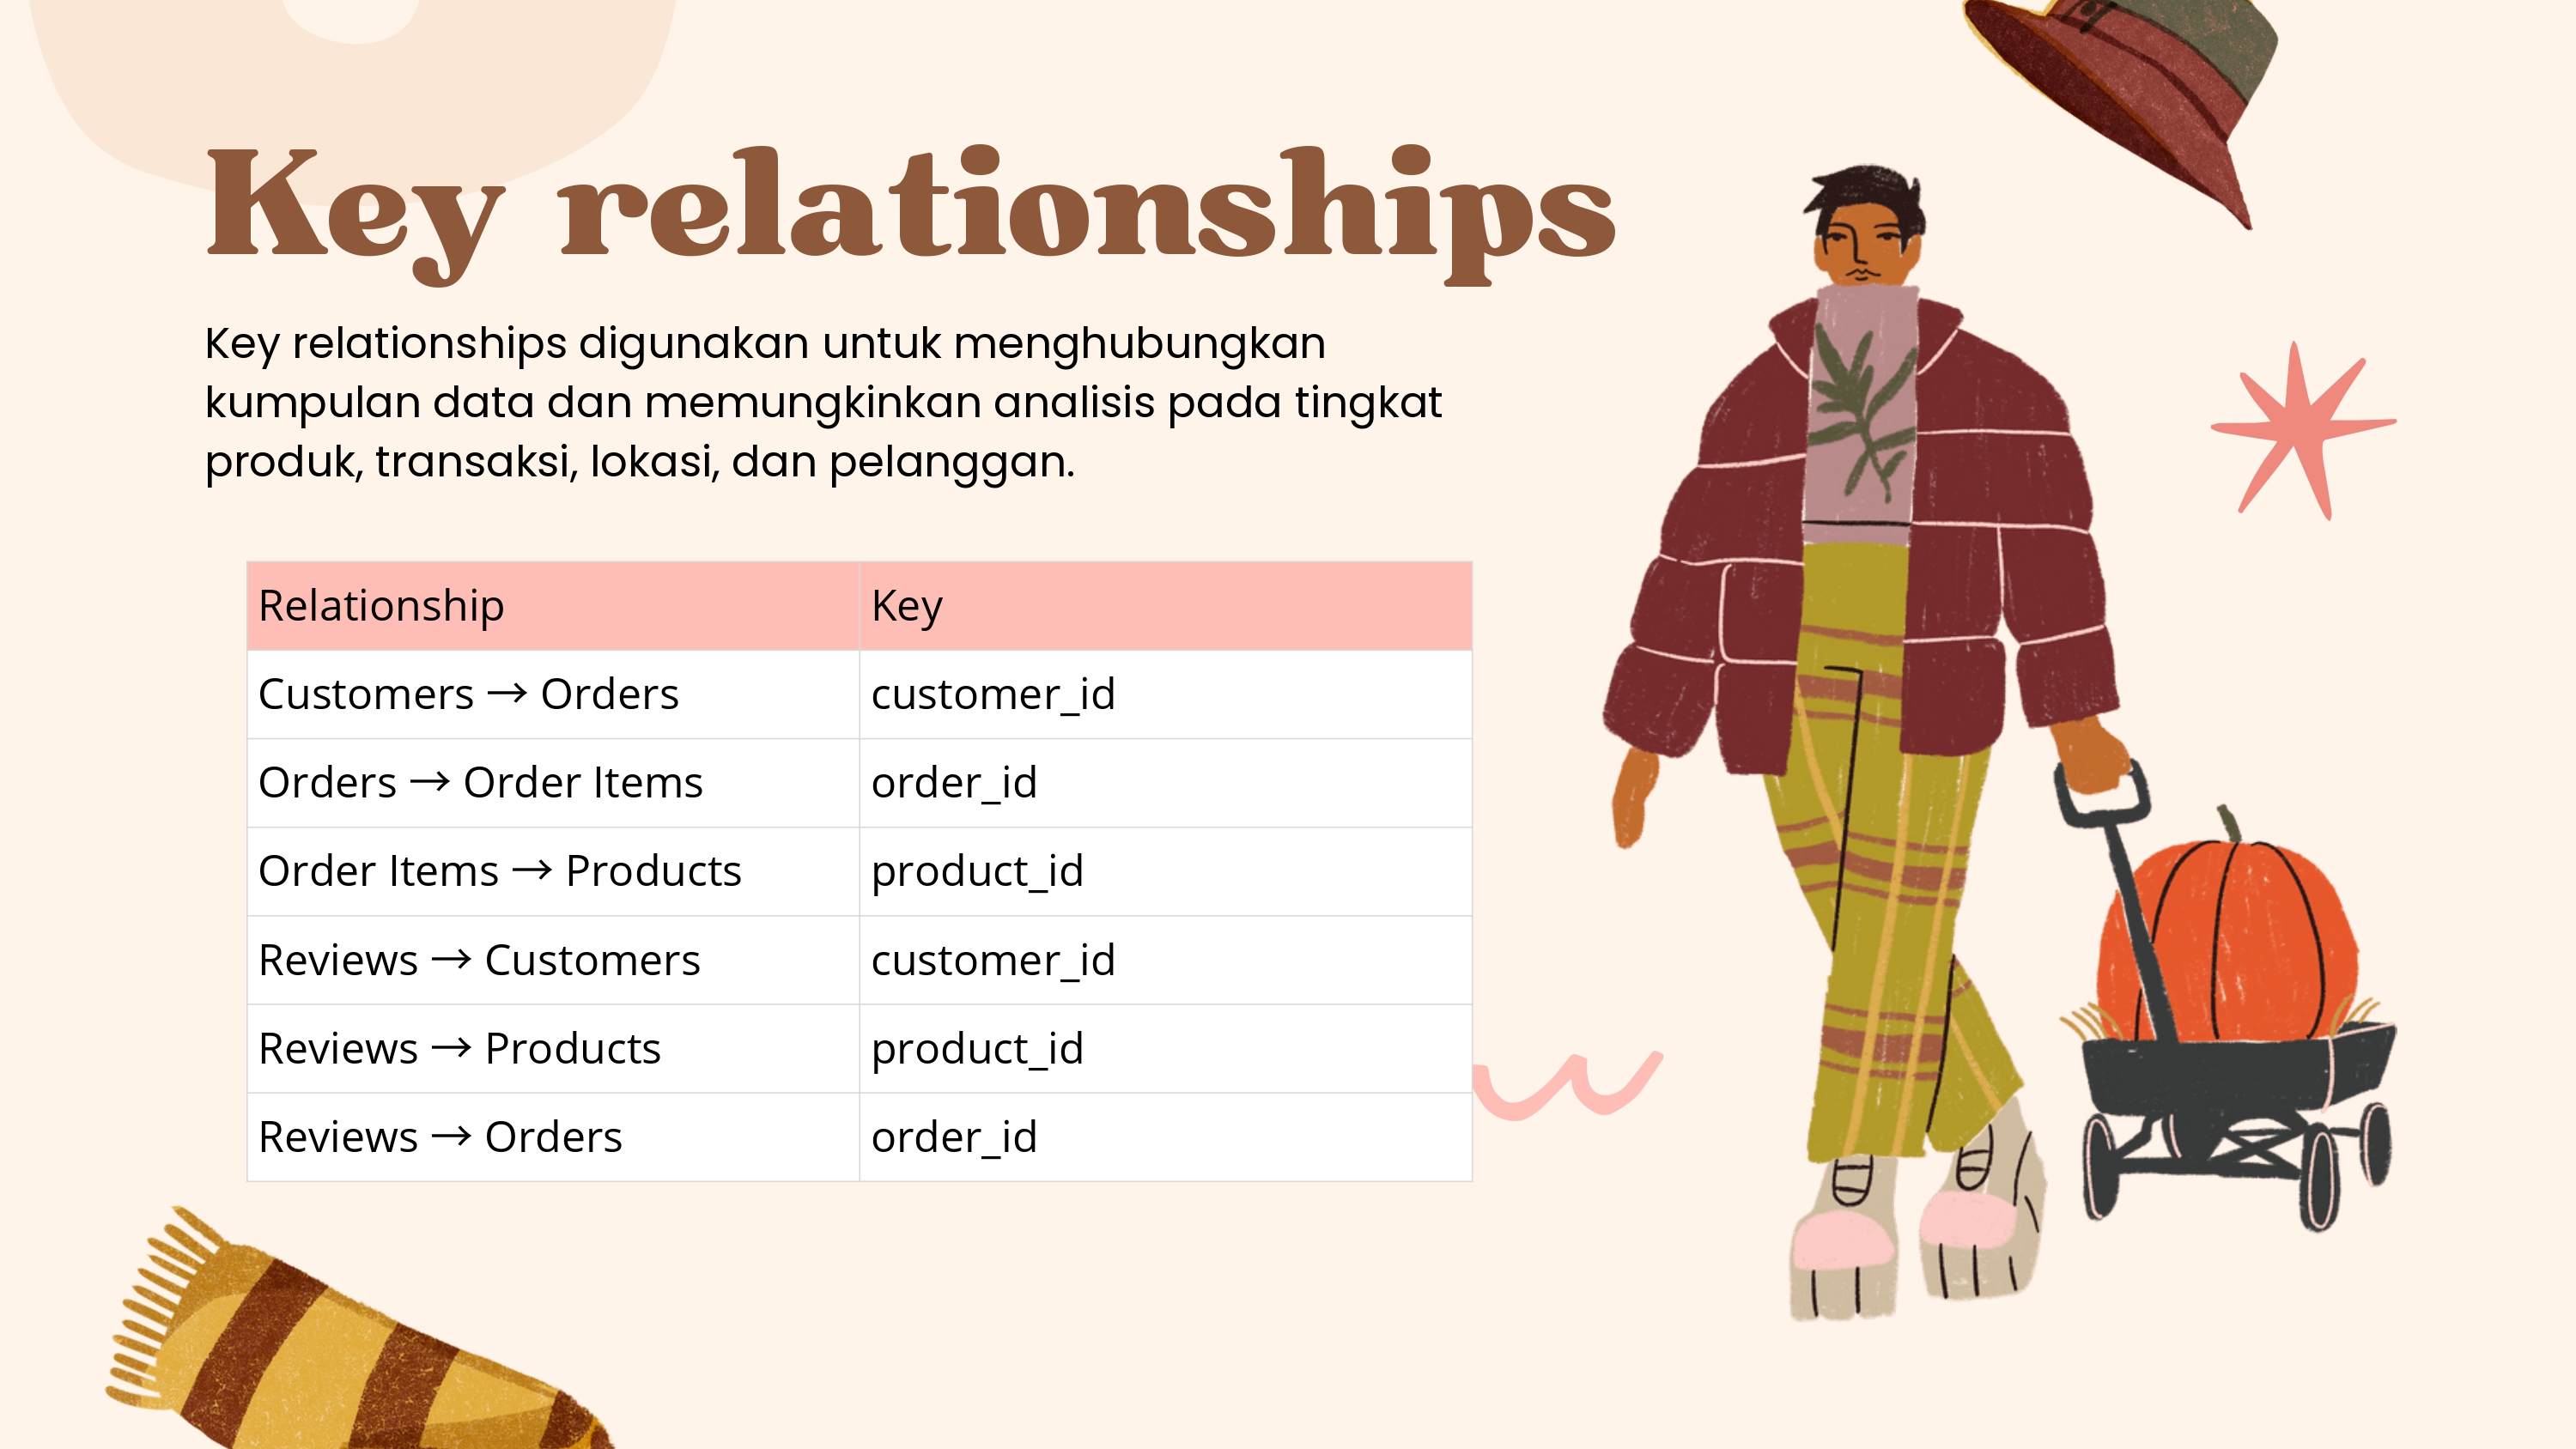 Key relationships
Key relationships digunakan untuk menghubungkan
kumpulan data dan memungkinkan analisis pada tingkat
produk, transaksi, lokasi, dan pelanggan.
Relationship Key
Customers → Orders customer_id
Orders → Order Items order_id
Order Items → Products product_id
Reviews → Customers customer_id
Reviews → Products product_id
Reviews → Orders order_id